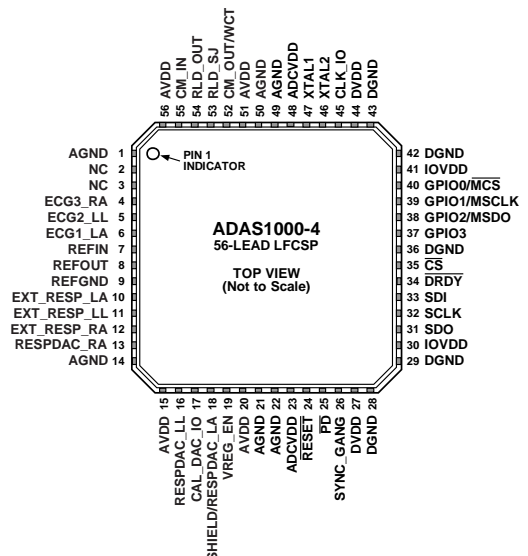 56 AVDD
55 CM_IN
54 RLD_OUT
53 RLD_SJ
52 CM_OUT/WCT
51 AVDD
50 AGND
49 AGND
48 ADCVDD
47 XTAL1
46 XTAL2
45 CLK_IO
44 DVDD
43 DGND
AGND 1
NC 2
NC 3
ECG3_RA 4
ECG2_LL 5
ECG1_LA 6
REFIN 7
REFOUT 8
REFGND 9
EXT_RESP_LA 10
EXT_RESP_LL 11
EXT_RESP_RA 12
RESPDAC_RA 13
AGND 14
PIN 1
INDICATOR
ADAS1000-4
56-LEAD LFCSP
TOP VIEW
(Not to Scale)
42 DGND
41 IOVDD
40 GPIO0/MCS
39 GPIO1/MSCLK
38 GPIO2/MSDO
37 GPIO3
36 DGND
35 CS
34 DRDY
33 SDI
32 SCLK
31 SDO
30 IOVDD
29 DGND
AVDD 15
RESPDAC_LL 16
CAL_DAC_IO 17
SHIELD/RESPDAC_LA 18
VREG_EN 19
AVDD 20
AGND 21
AGND 22
ADCVDD 23
RESET 24
PD 25
SYNC_GANG 26
DVDD 27
DGND 28